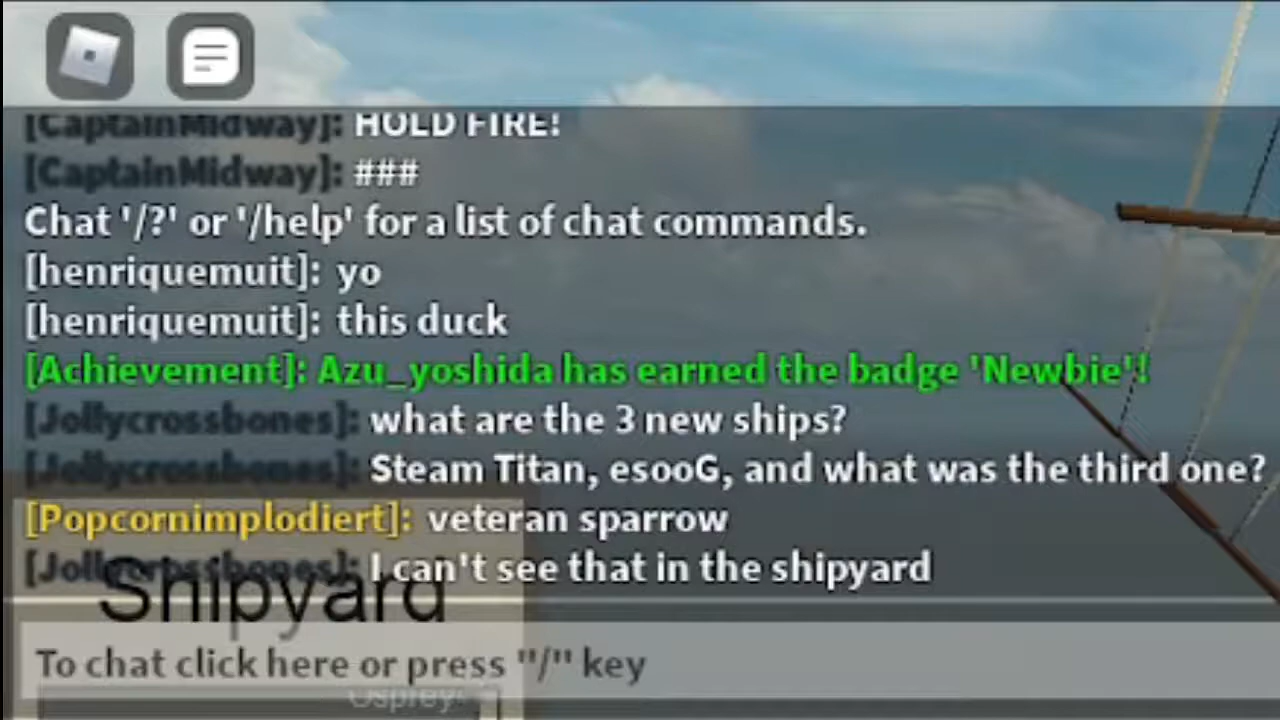 [CaptainMidway]: HOLD FIRE!
[CaptainMidway]: ###
Chat '/?' or '/help' for a list of chat commands.
[henriquemuit]: yo
[henriquemuit]: this duck
[Achievement]: Azu_yoshida has earned the badge 'Newbie'!
[Jollycrossbones]: what are the 3 new ships?
[Jollycrossbones]: Steam Titan, esooG, and what was the third one?
[Popcornimplodiert]: veteran sparrow
[Jollycrossbones]: I can't see that in the shipyard
Shipyard
To chat click here or press "/" key
Osprey